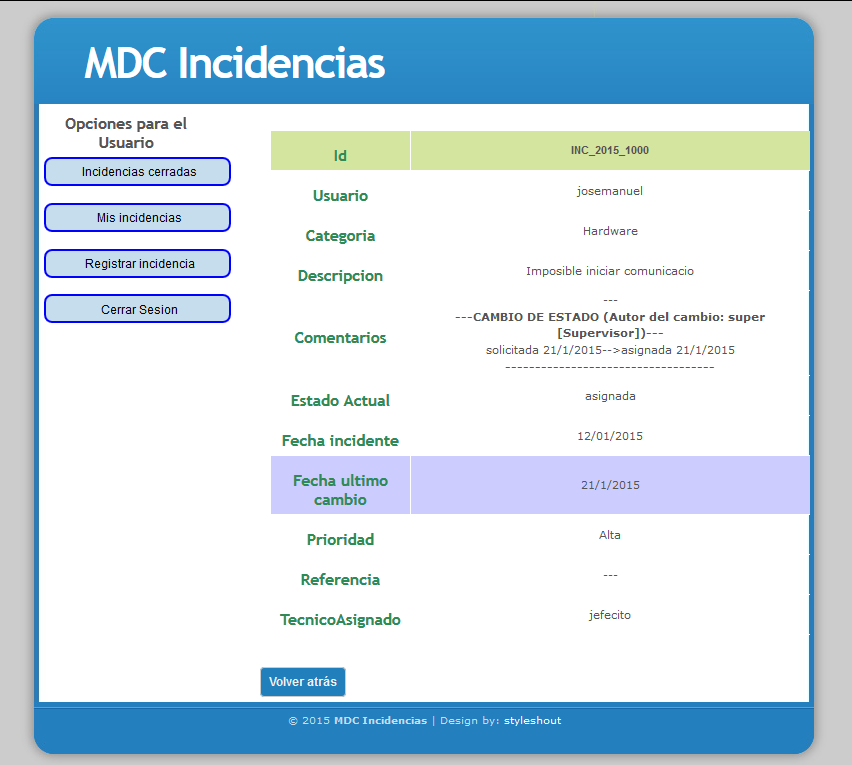 MDC Incidencias
Opciones para el
Usuario
Incidencias cerradas
Mis incidencias
Registrar incidencia
Cerrar Sesion
Id INC_2015_1000
Usuario josemanuel
Categoria Hardware
Descripcion Imposible iniciar comunicacio
Comentarios
---
---CAMBIO DE ESTADO (Autor del cambio: super
[Supervisor])---
solicitada 21/1/2015-->asignada 21/1/2015
-----------------------------------
Estado Actual asignada
Fecha incidente 12/01/2015
Fecha ultimo
cambio
21/1/2015
Prioridad Alta
Referencia ---
TecnicoAsignado jefecito
Volver atrás
© 2015 MDC Incidencias | Design by: styleshout